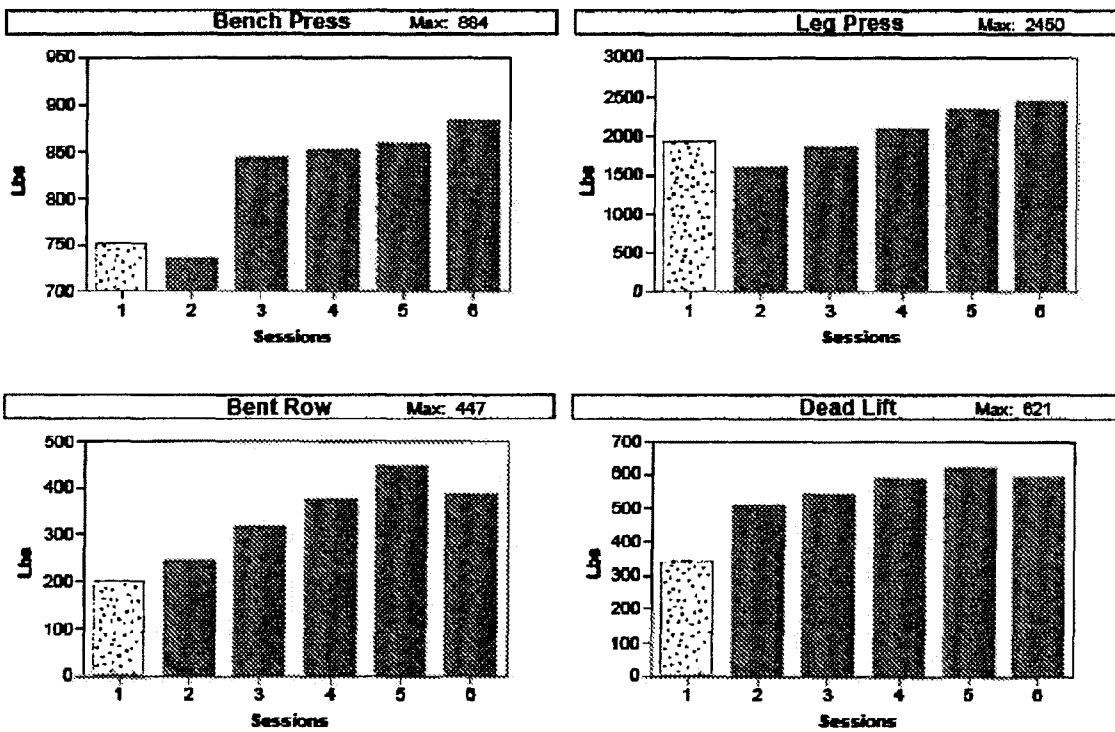 Bench Press Max: 884
950
900
850
800
750
700
Lbs
1 2 3 4 5 6
Sessions
Leg Press Max: 2450
3000
2500
2000
1500
1000
500
0
Lbs
1 2 3 4 5 6
Sessions
Bent Row Max: 447
500
400
300
200
100
0
Lbs
1 2 3 4 5 6
Sessions
Dead Lift Max: 621
700
600
500
400
300
200
100
0
Lbs
1 2 3 4 5 6
Sessions